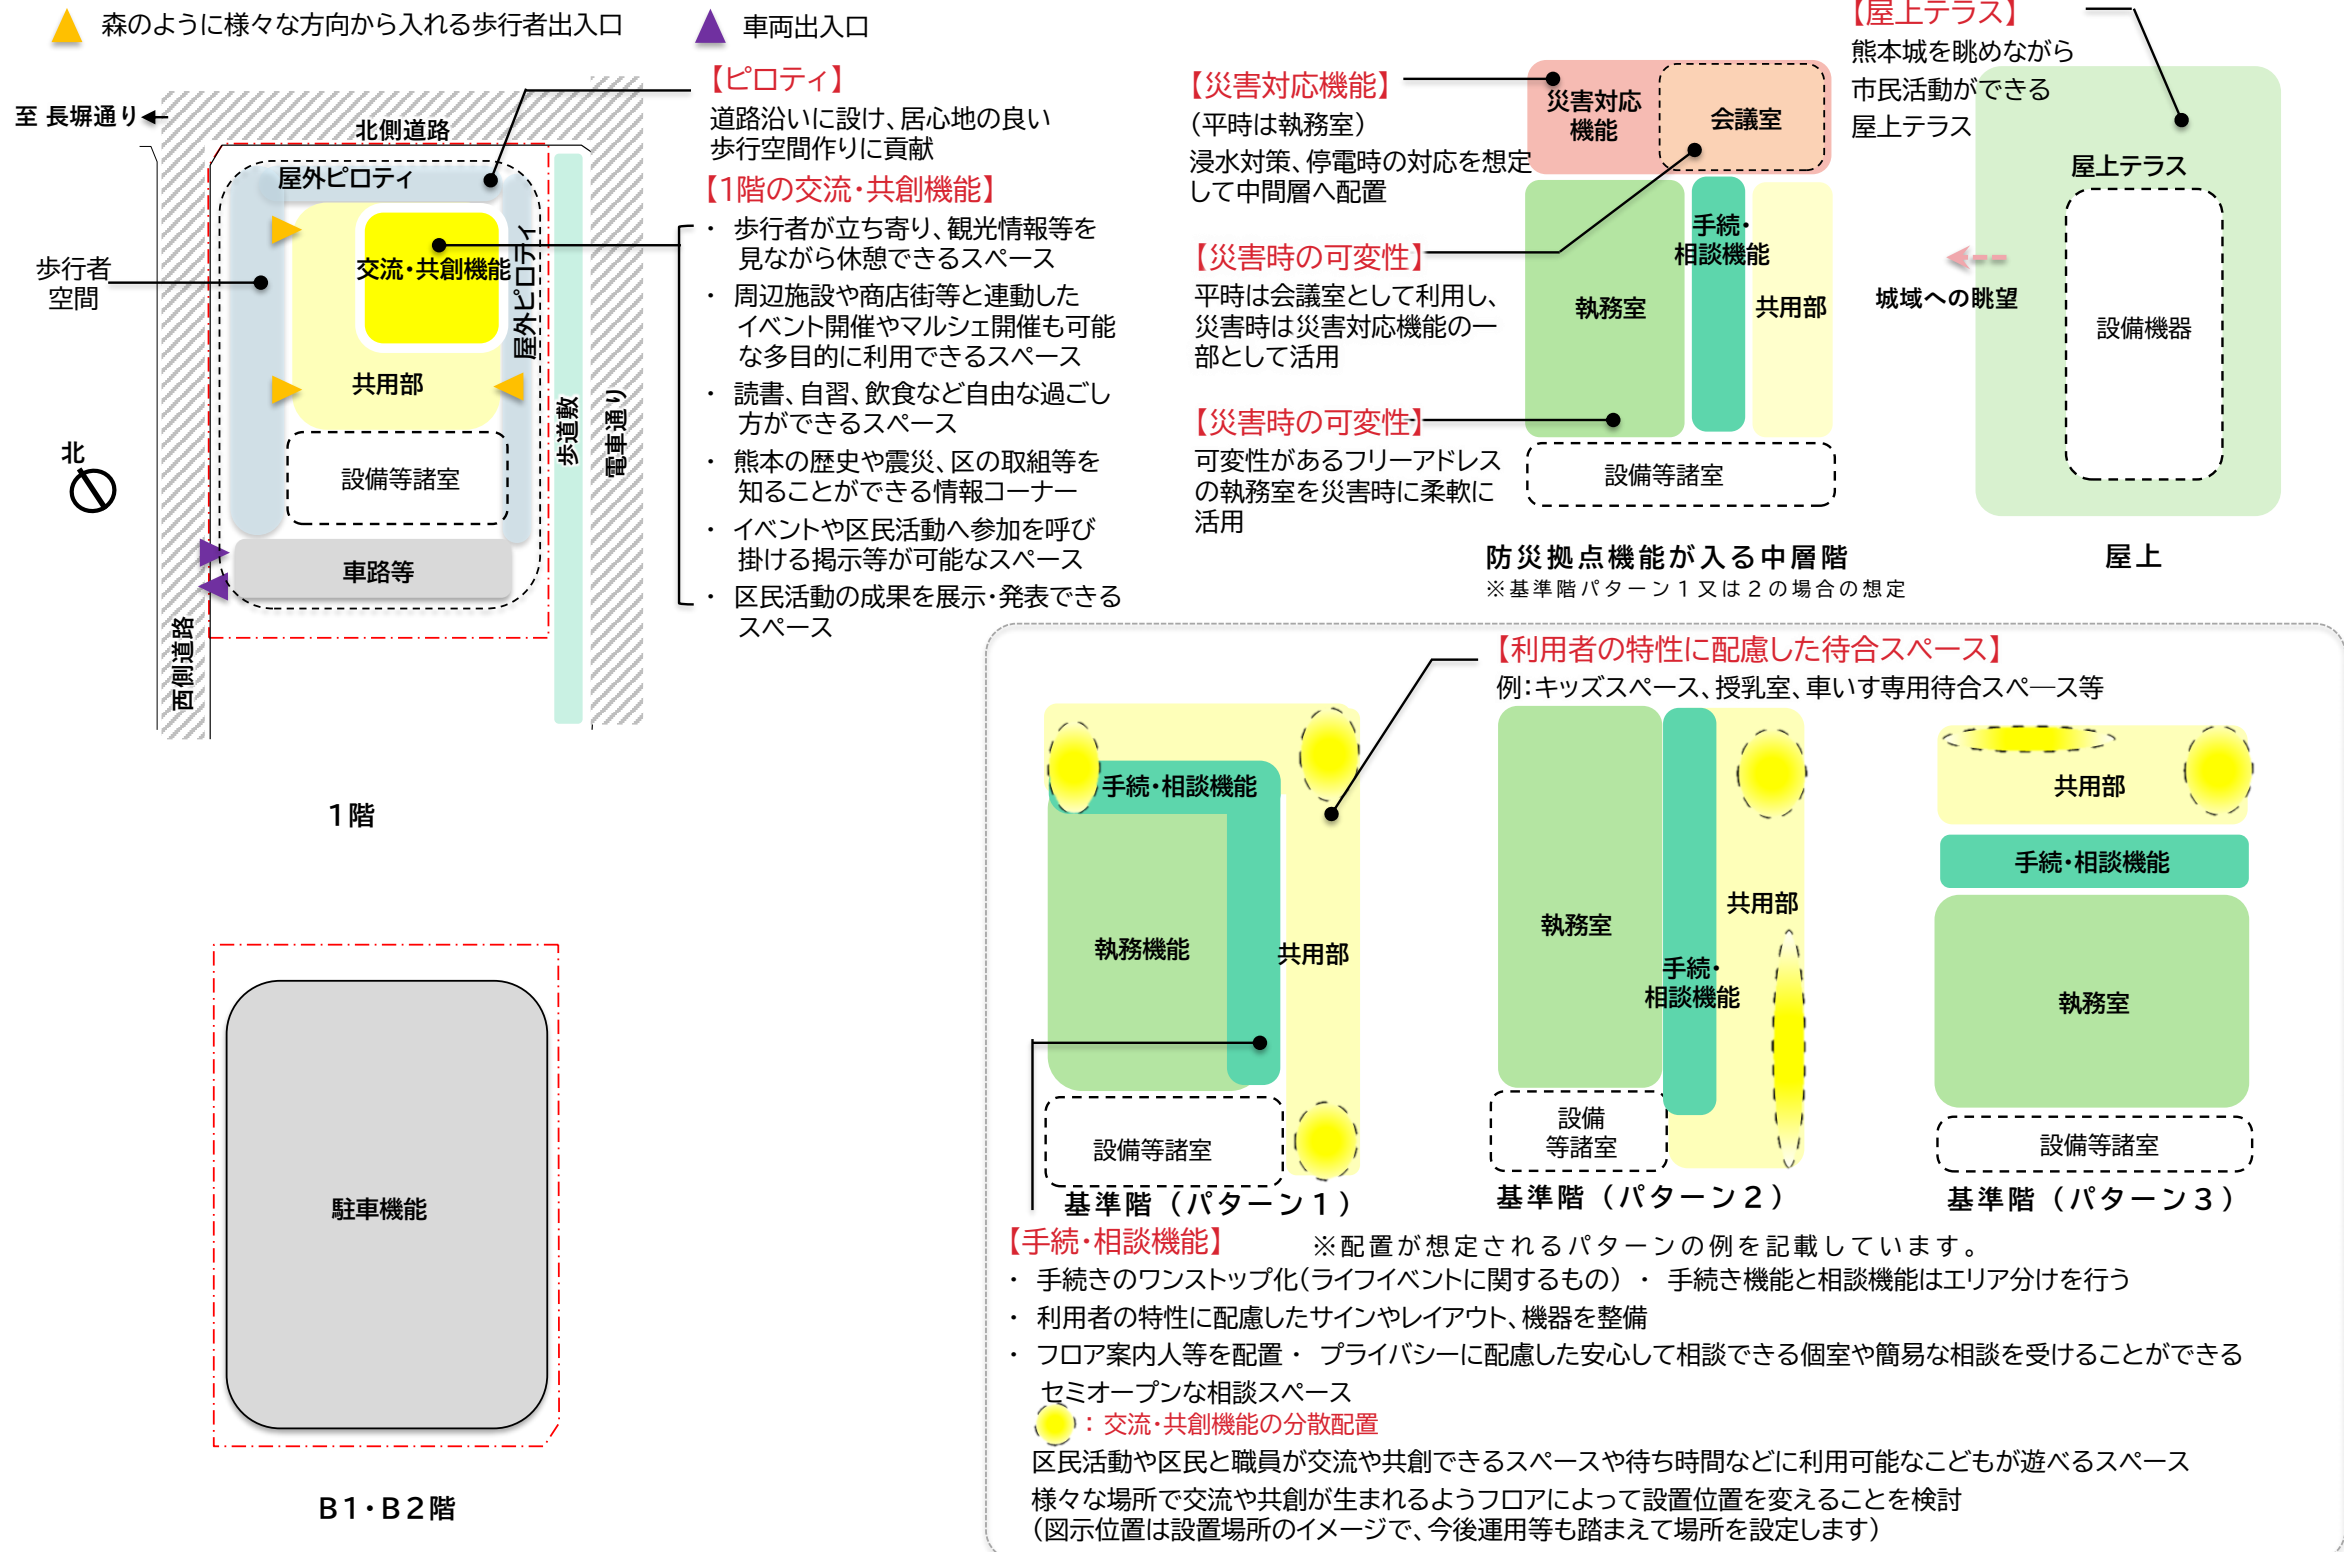 森のように様々な方向から入れる歩行者出入口
車両出入口
至 長塀通り
北側道路
屋外ピロティ
交流・共創機能
屋外ピロティ
歩行者
空間
共用部
設備等諸室
車路等
北
西側道路
歩道敷
電車通り
1階
【ピロティ】
道路沿いに設け、居心地の良い
歩行空間作りに貢献
【1階の交流・共創機能】
・ 歩行者が立ち寄り、観光情報等を
見ながら休憩できるスペース
・ 周辺施設や商店街等と連動した
イベント開催やマルシェ開催も可能
な多目的に利用できるスペース
・ 読書、自習、飲食など自由な過ごし
方ができるスペース
・ 熊本の歴史や震災、区の取組等を
知ることができる情報コーナー
・ イベントや区民活動へ参加を呼び
掛ける掲示等が可能なスペース
・ 区民活動の成果を展示・発表できる
スペース
【災害対応機能】
（平時は執務室）
浸水対策、停電時の対応を想定
して中間層へ配置
【災害時の可変性】
平時は会議室として利用し、
災害時は災害対応機能の一
部として活用
【災害時の可変性】
可変性があるフリーアドレス
の執務室を災害時に柔軟に
活用
災害対応
機能
会議室
手続・
相談機能
執務室
共用部
設備等諸室
防災拠点機能が入る中層階
※基準階パターン１又は２の場合の想定
【屋上テラス】
熊本城を眺めながら
市民活動ができる
屋上テラス
屋上テラス
城域への眺望
設備機器
屋上
駐車機能
B1・B2階
【利用者の特性に配慮した待合スペース】
例：キッズスペース、授乳室、車いす専用待合スペース等
手続・相談機能
執務機能
共用部
設備等諸室
基準階（パターン１）
執務室
手続・
相談機能
共用部
設備
等諸室
基準階（パターン２）
共用部
手続・相談機能
執務室
設備等諸室
基準階（パターン３）
【手続・相談機能】
※配置が想定されるパターンの例を記載しています。
・ 手続きのワンストップ化（ライフイベントに関するもの） ・ 手続き機能と相談機能はエリア分けを行う
・ 利用者の特性に配慮したサインやレイアウト、機器を整備
・ フロア案内人等を配置 ・ プライバシーに配慮した安心して相談できる個室や簡易な相談を受けることができる
セミオープンな相談スペース
：交流・共創機能の分散配置
区民活動や区民と職員が交流や共創できるスペースや待ち時間などに利用可能なこどもが遊べるスペース
様々な場所で交流や共創が生まれるようフロアによって設置位置を変えることを検討
（図示位置は設置場所のイメージで、今後運用等も踏まえて場所を設定します）